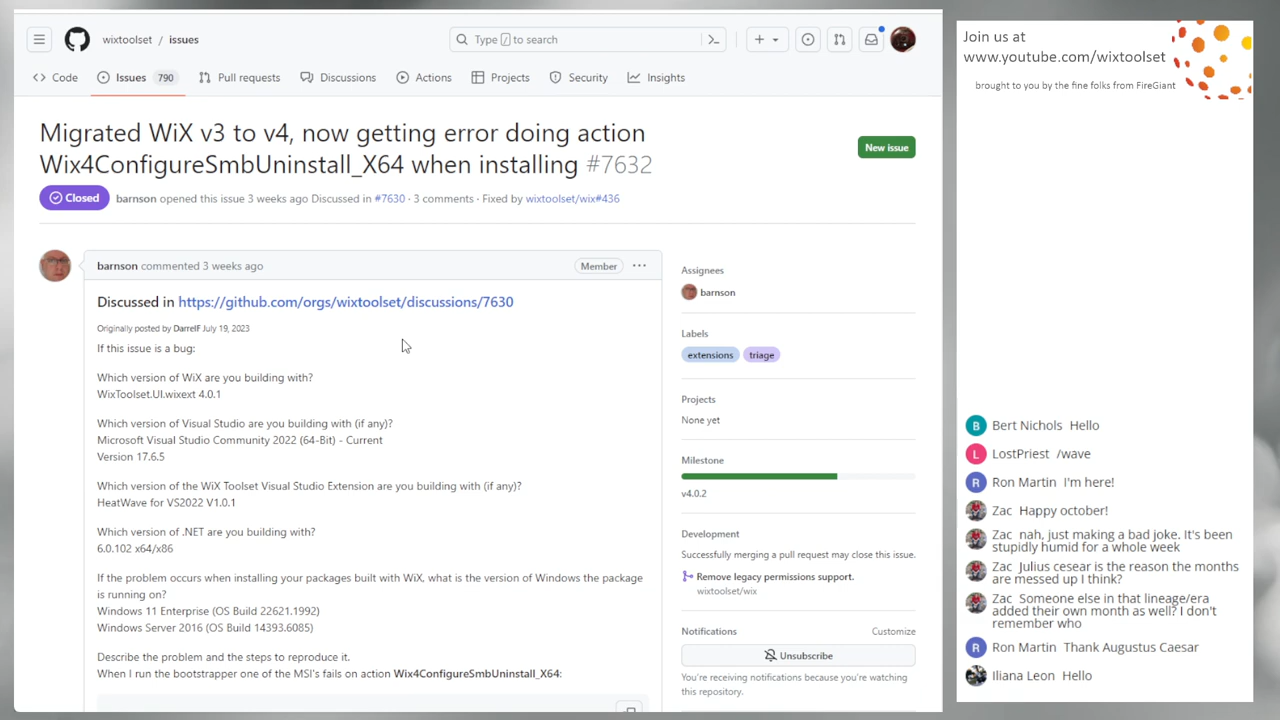 wixtoolset / issues
Type / to search
Code
Issues 790
Pull requests
Discussions
Actions
Projects
Security
Insights
Migrated WiX v3 to v4, now getting error doing action
Wix4ConfigureSmbUninstall_X64 when installing #7632
New issue
Closed
barnson opened this issue 3 weeks ago Discussed in #7630 · 3 comments · Fixed by wixtoolset/wix#436
barnson commented 3 weeks ago
Member
Discussed in https://github.com/orgs/wixtoolset/discussions/7630
Originally posted by DarrelF July 19, 2023
If this issue is a bug:
Which version of WiX are you building with?
WixToolset.UI.wixext 4.0.1
Which version of Visual Studio are you building with (if any)?
Microsoft Visual Studio Community 2022 (64-Bit) - Current
Version 17.6.5
Which version of the WiX Toolset Visual Studio Extension are you building with (if any)?
HeatWave for VS2022 V1.0.1
Which version of .NET are you building with?
6.0.102 x64/x86
If the problem occurs when installing your packages built with WiX, what is the version of Windows the package
is running on?
Windows 11 Enterprise (OS Build 22621.1992)
Windows Server 2016 (OS Build 14393.6085)
Describe the problem and the steps to reproduce it.
When I run the bootstrapper one of the MSI's fails on action Wix4ConfigureSmbUninstall_X64:
Assignees
barnson
Labels
extensions
triage
Projects
None yet
Milestone
v4.0.2
Development
Successfully merging a pull request may close this issue.
Remove legacy permissions support.
wixtoolset/wix
Notifications
Customize
Unsubscribe
You're receiving notifications because you're watching
this repository.
Join us at
www.youtube.com/wixtoolset
brought to you by the fine folks from FireGiant
B Bert Nichols Hello
L LostPriest /wave
R Ron Martin I'm here!
Zac Happy october!
Zac nah, just making a bad joke. It's been
stupidly humid for a whole week
Zac Julius cesear is the reason the months
are messed up I think?
Zac Someone else in that lineage/era
added their own month as well? I don't
remember who
R Ron Martin Thank Augustus Caesar
Iliana Leon Hello